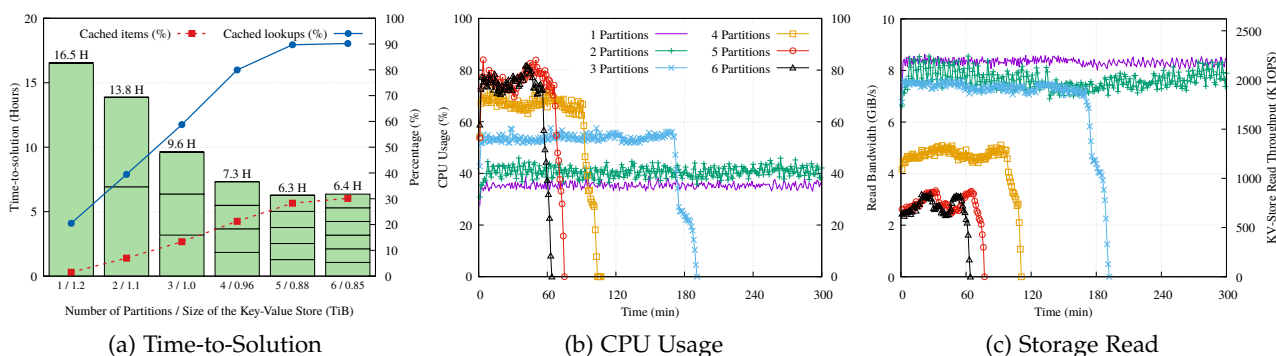 20
15
10
5
0
Time-to-solution (Hours)
Cached items (%)
Cached lookups (%)
16.5 H
13.8 H
9.6 H
7.3 H
6.3 H
6.4 H
100
90
80
70
60
50
40
30
20
10
0
Percentage (%)
1 / 1.2
2 / 1.1
3 / 1.0
4 / 0.96
5 / 0.88
6 / 0.85
Number of Partitions / Size of the Key-Value Store (TiB)
(a) Time-to-Solution
100
80
60
40
20
0
CPU Usage (%)
1 Partitions
2 Partitions
3 Partitions
4 Partitions
5 Partitions
6 Partitions
100
80
60
40
20
0
0
60
120
180
240
300
Time (min)
(b) CPU Usage
10
8
6
4
2
0
Read Bandwidth (GiB/s)
2500
2000
1500
1000
500
0
KV-Store Read Throughput (K IOPS)
0
60
120
180
240
300
Time (min)
(c) Storage Read